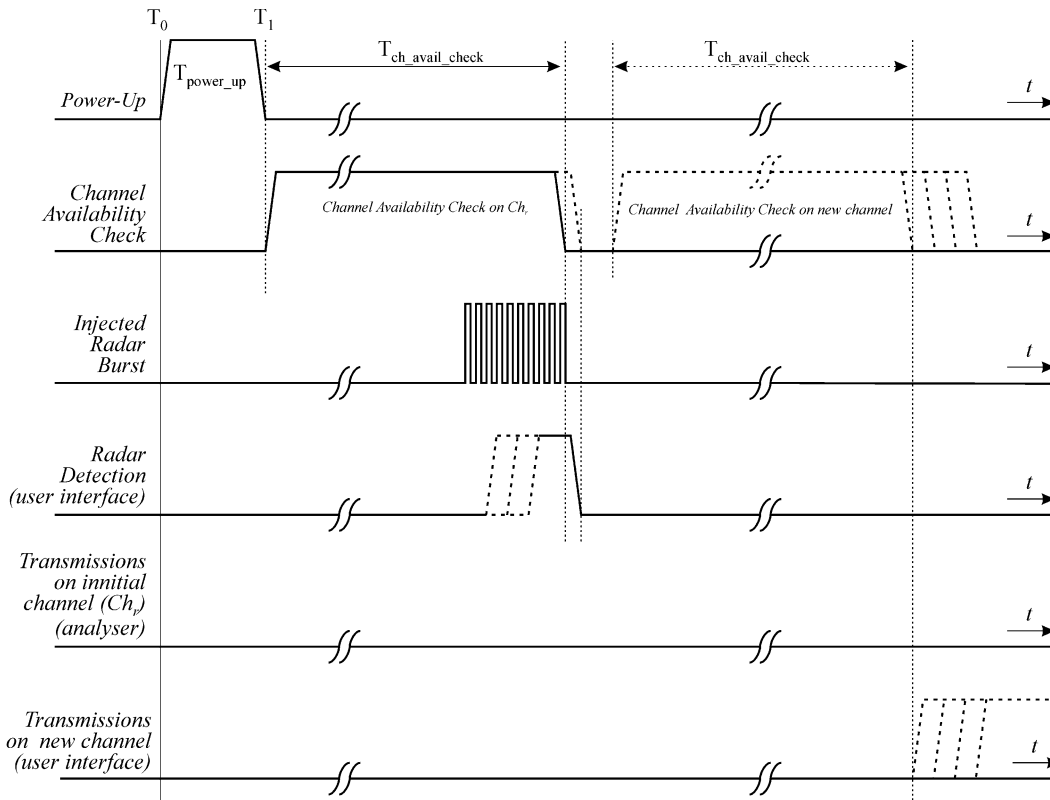 T0 T1
Tpower_up
Tch_avail_check
Tch_avail_check
Power-Up
t
Channel
Availability
Check
Channel Availability Check on Chr
Channel Availability Check on new channel
t
Injected
Radar
Burst
t
Radar
Detection
(user interface)
t
Transmissions
on innitial
channel (Chr)
(analyser)
t
Transmissions
on new channel
(user interface)
t